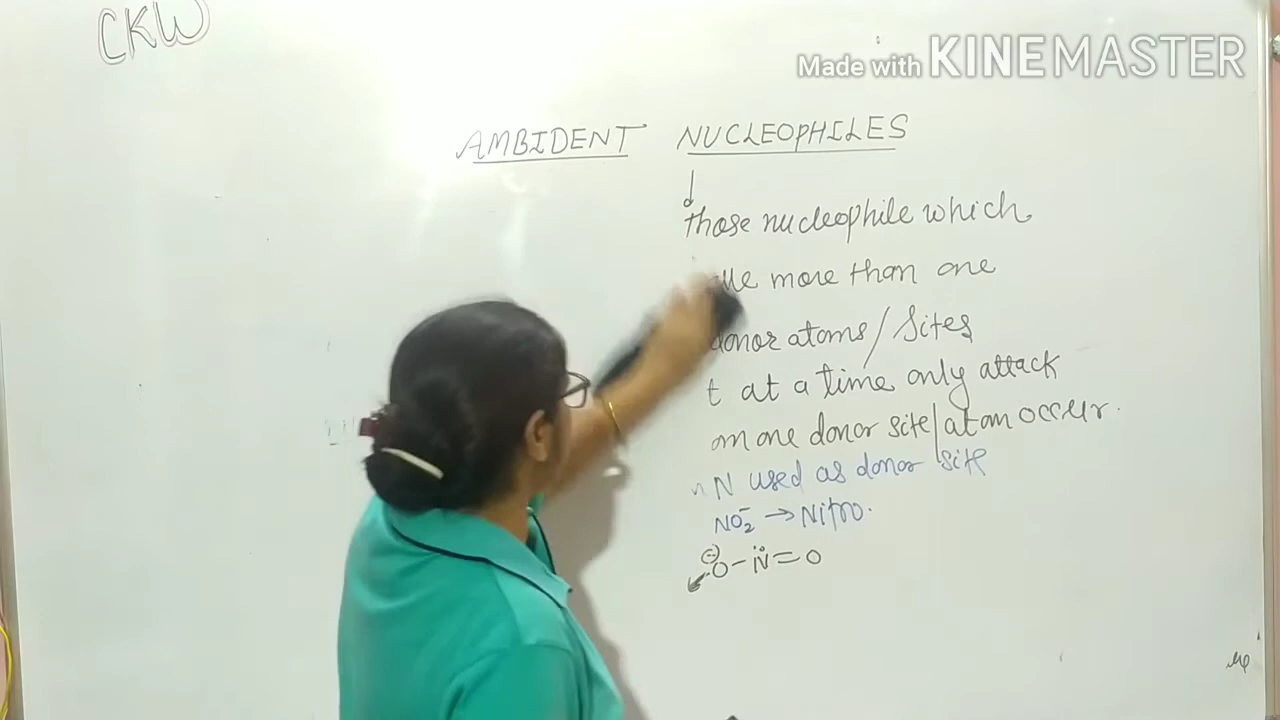 CKW
Made with KINEMASTER
AMBIDENT NUCLEOPHILES
those nucleophile which
more than one
donor atoms/sites
t at a time only attack
on one donor site/atom occur.
N used as donor site
NO₂⁻ → Nitro.
⊖O-N̈=O